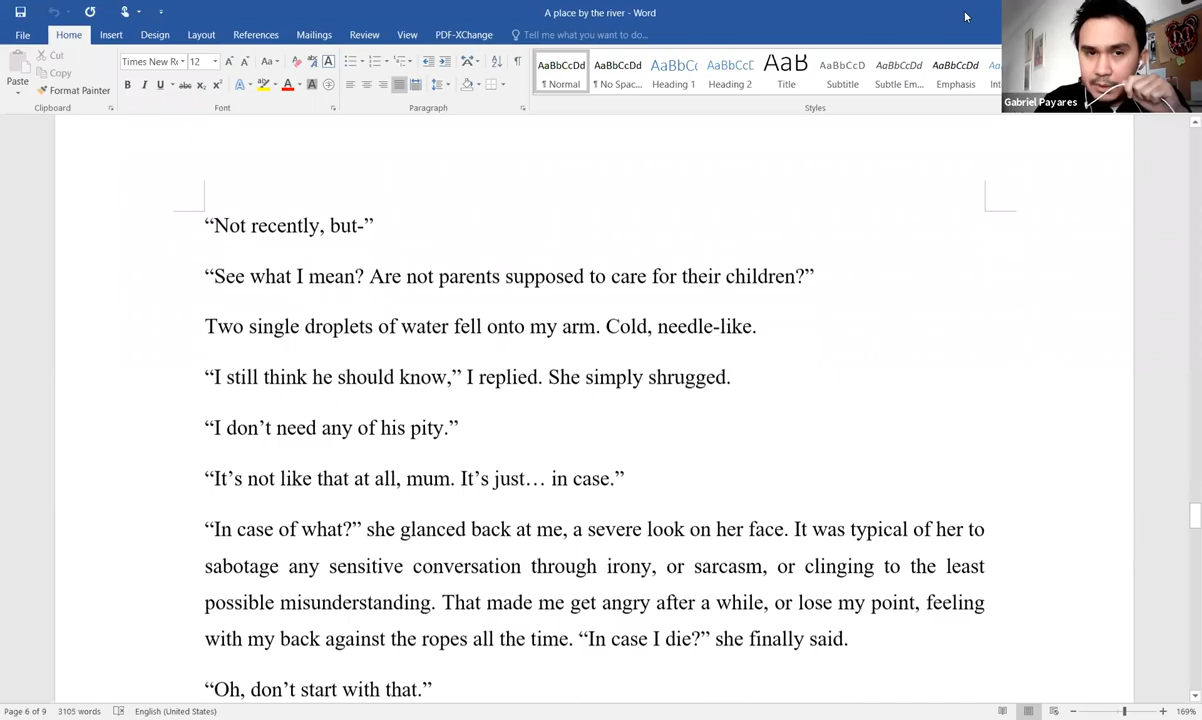 A place by the river - Word
File Home Insert Design Layout References Mailings Review View PDF-XChange Tell me what you want to do...
Paste
Cut
Copy
Format Painter
Times New Ro 12
Clipboard Font Paragraph Styles
AaBbCcDd AaBbCcDd AaBbC AaBbCcE AaB AaBbCcD AaBbCcDd AaBbCcDd
¶ Normal ¶ No Spac... Heading 1 Heading 2 Title Subtitle Subtle Em... Emphasis
Gabriel Payares
“Not recently, but-”
“See what I mean? Are not parents supposed to care for their children?”
Two single droplets of water fell onto my arm. Cold, needle-like.
“I still think he should know,” I replied. She simply shrugged.
“I don’t need any of his pity.”
“It’s not like that at all, mum. It’s just… in case.”
“In case of what?” she glanced back at me, a severe look on her face. It was typical of her to
sabotage any sensitive conversation through irony, or sarcasm, or clinging to the least
possible misunderstanding. That made me get angry after a while, or lose my point, feeling
with my back against the ropes all the time. “In case I die?” she finally said.
“Oh, don’t start with that.”
Page 6 of 9 3105 words English (United States) 169%